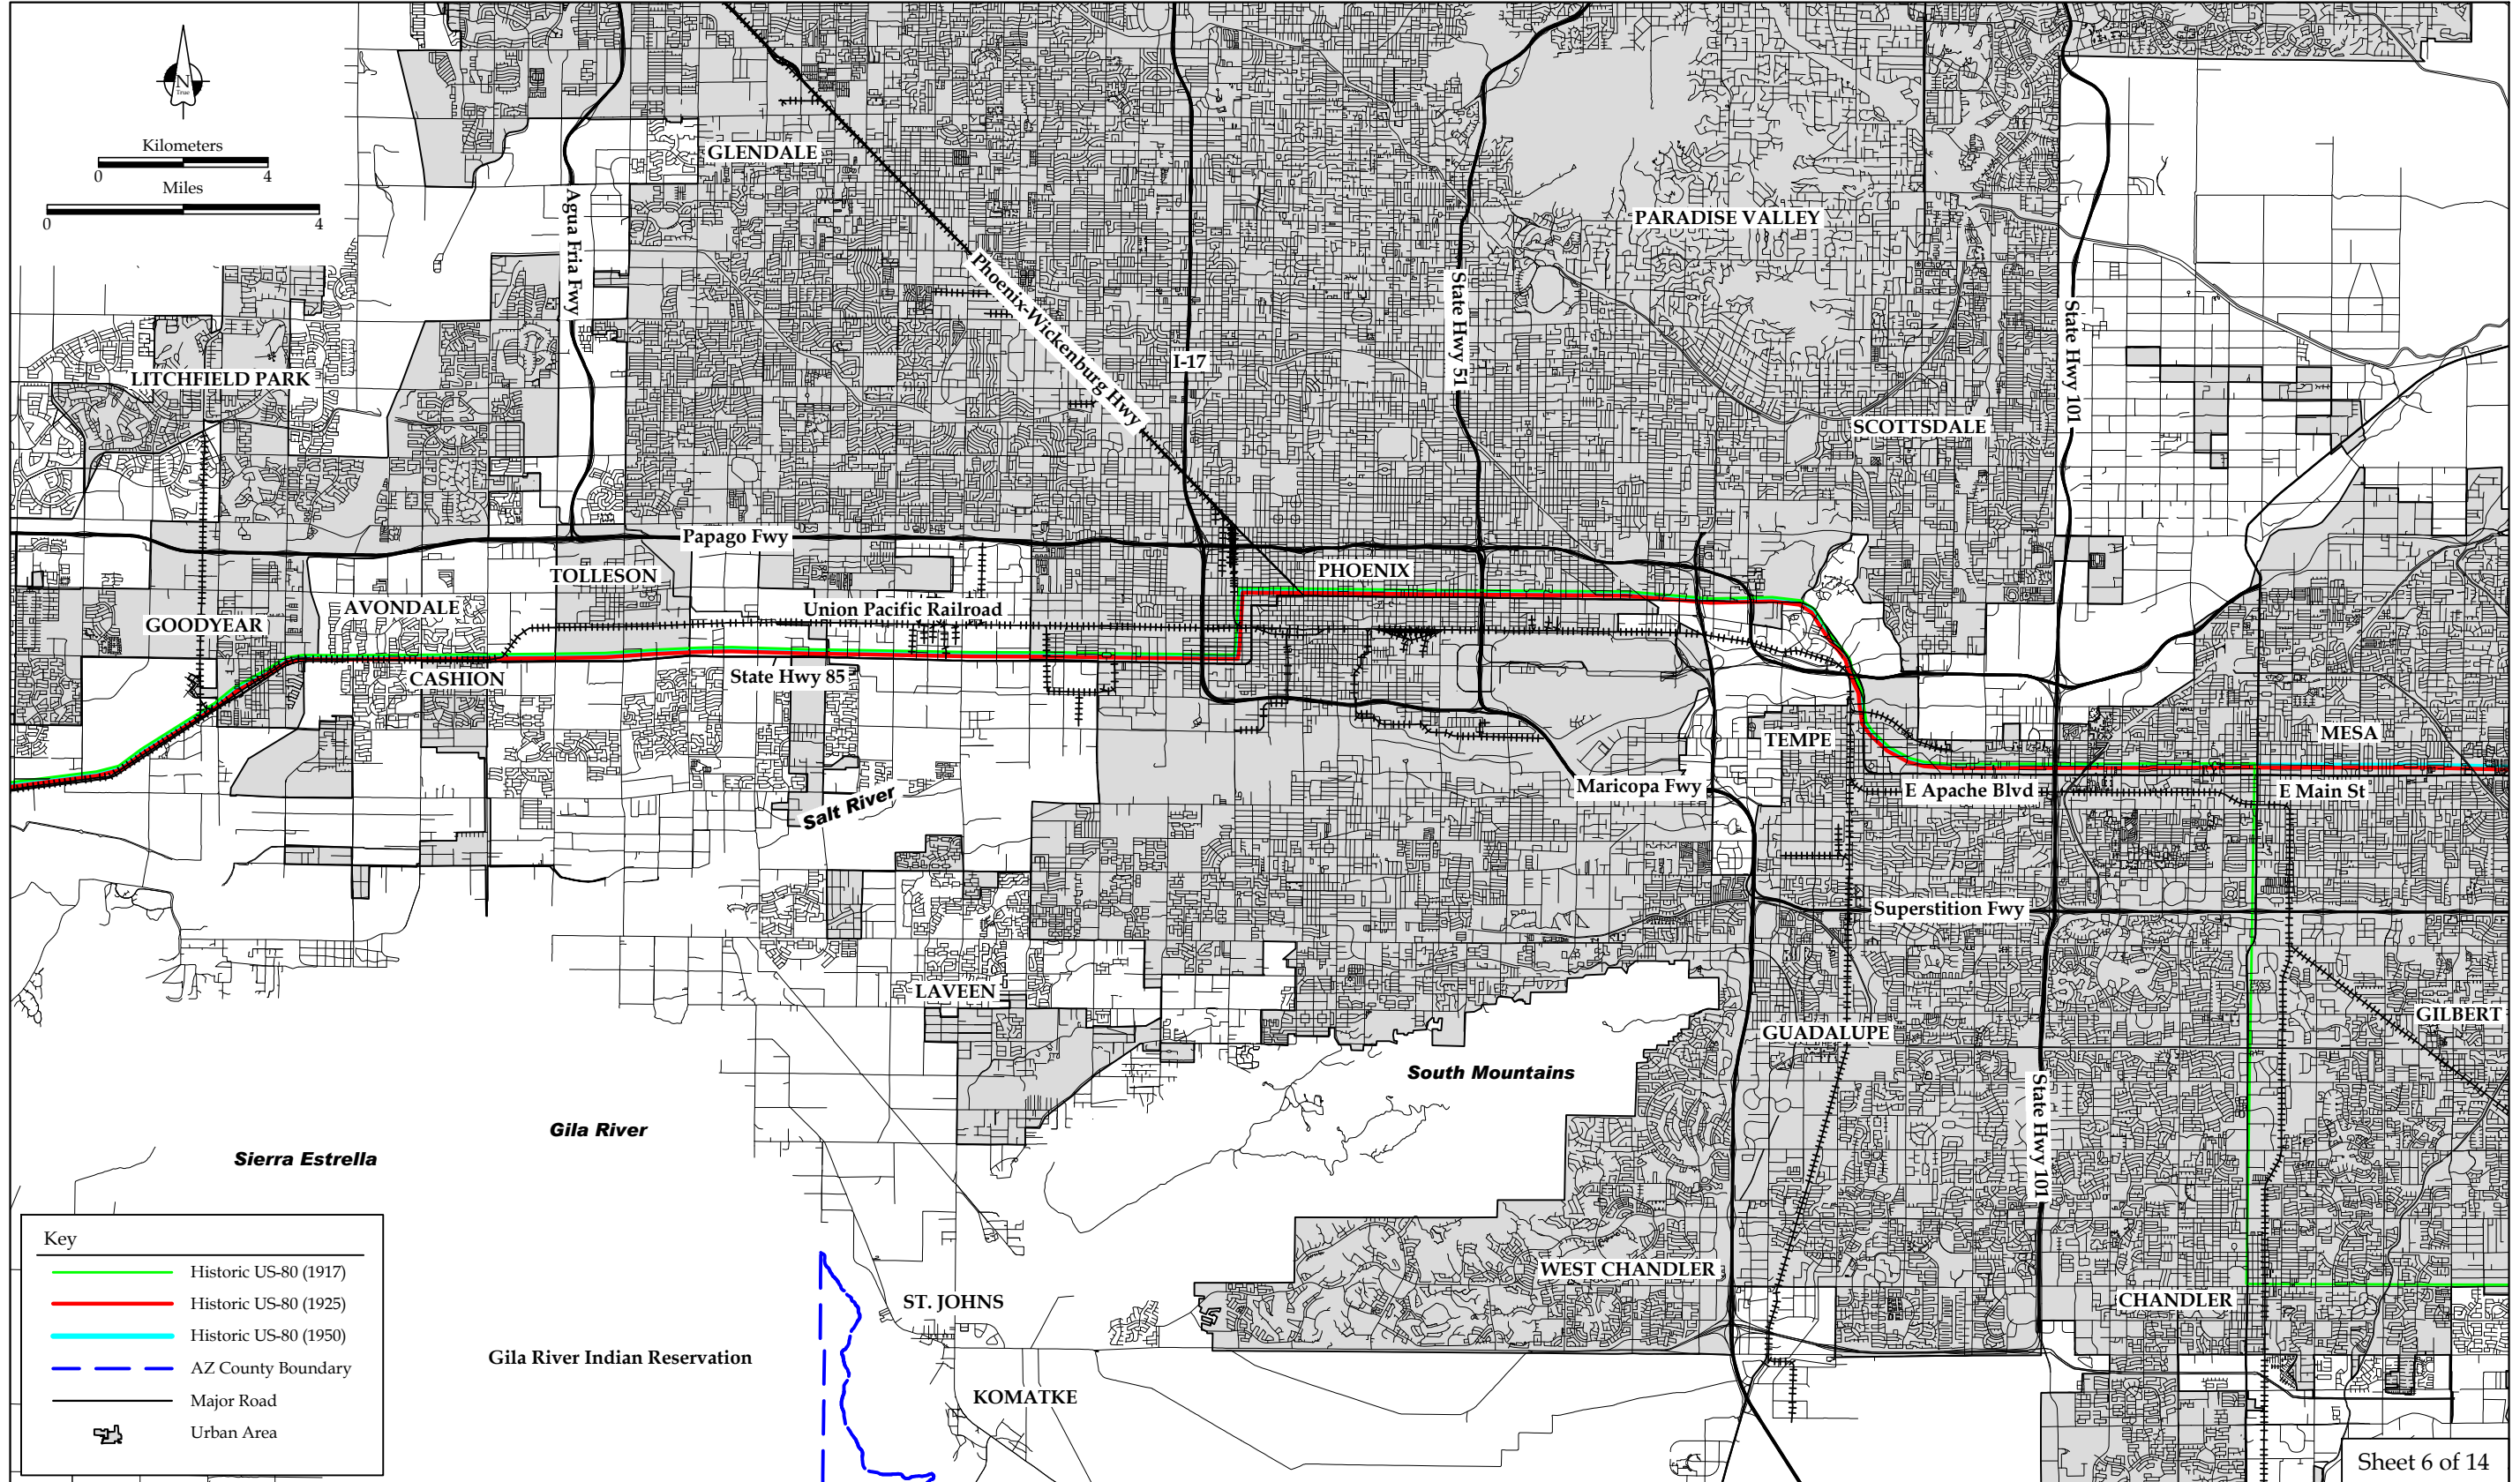 N
True
Kilometers
0 4
Miles
0 4
GLENDALE
Agua Fria Fwy
Phoenix-Wickenburg Hwy
I-17
State Hwy 51
PARADISE VALLEY
State Hwy 101
LITCHFIELD PARK
SCOTTSDALE
Papago Fwy
TOLLESON
PHOENIX
AVONDALE
Union Pacific Railroad
GOODYEAR
CASHION
State Hwy 85
TEMPE
MESA
Maricopa Fwy
E Apache Blvd
E Main St
Salt River
Superstition Fwy
LAVEEN
GUADALUPE
GILBERT
South Mountains
State Hwy 101
Gila River
Sierra Estrella
WEST CHANDLER
CHANDLER
ST. JOHNS
Gila River Indian Reservation
KOMATKE
Key
Historic US-80 (1917)
Historic US-80 (1925)
Historic US-80 (1950)
AZ County Boundary
Major Road
Urban Area
Sheet 6 of 14